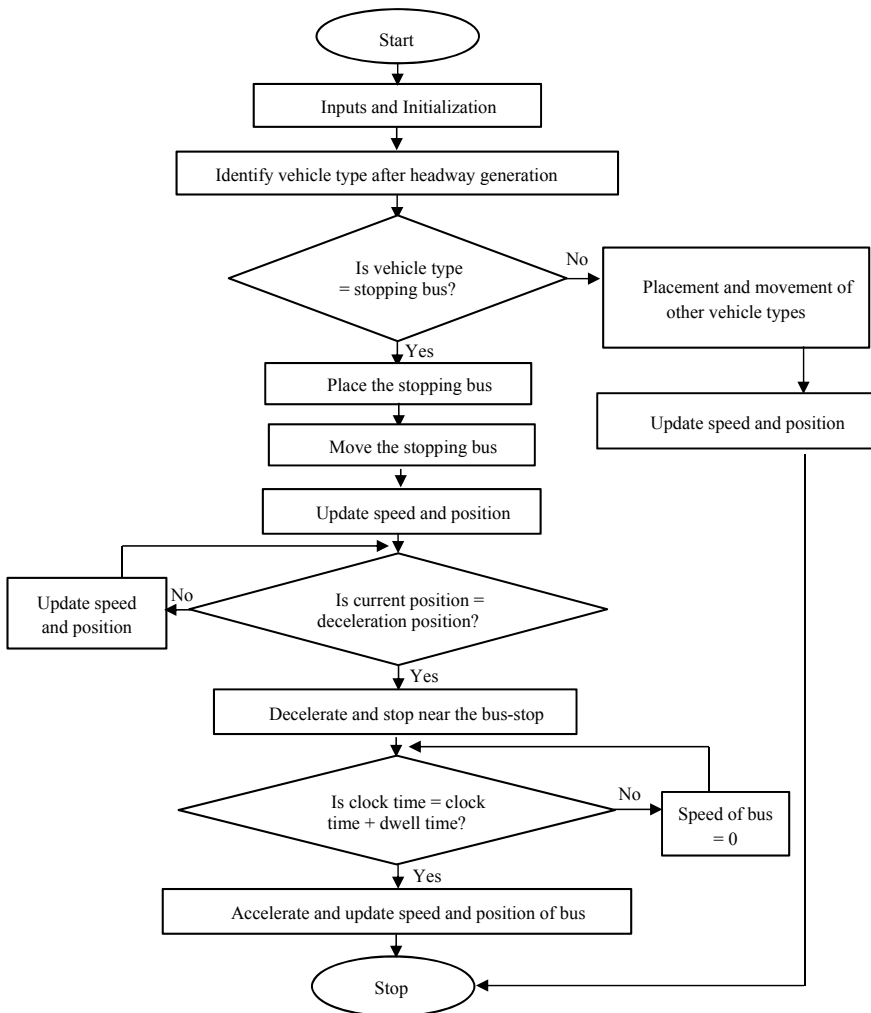 Start
Inputs and Initialization
Identify vehicle type after headway generation
Is vehicle type
= stopping bus?
No
Placement and movement of
other vehicle types
Yes
Place the stopping bus
Update speed and position
Move the stopping bus
Update speed and position
Is current position =
deceleration position?
No
Update speed
and position
Yes
Decelerate and stop near the bus-stop
Is clock time = clock
time + dwell time?
No
Speed of bus
= 0
Yes
Accelerate and update speed and position of bus
Stop